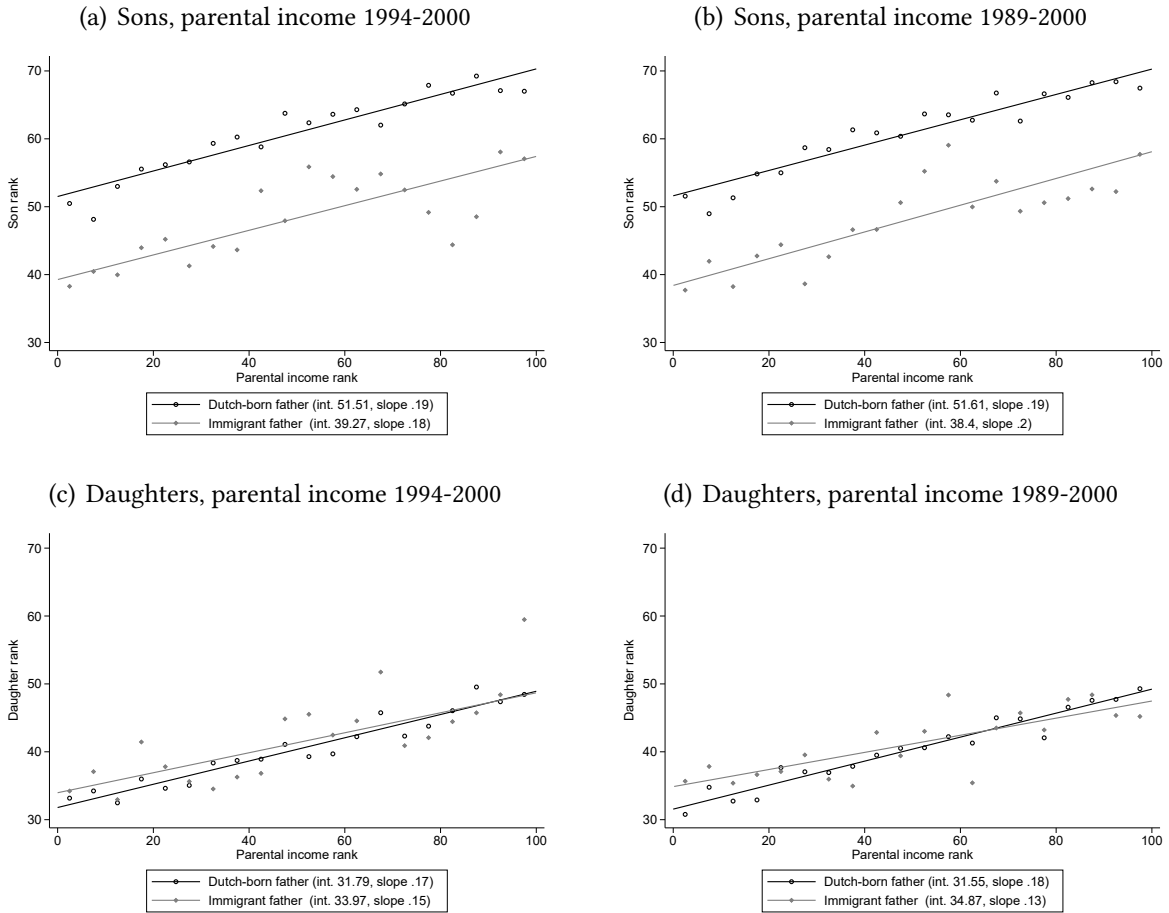 (a) Sons, parental income 1994-2000
70
60
50
40
30
Son rank
0 20 40 60 80 100
Parental income rank
Dutch-born father (int. 51.51, slope .19)
Immigrant father (int. 39.27, slope .18)
(b) Sons, parental income 1989-2000
70
60
50
40
30
Son rank
0 20 40 60 80 100
Parental income rank
Dutch-born father (int. 51.61, slope .19)
Immigrant father (int. 38.4, slope .2)
(c) Daughters, parental income 1994-2000
70
60
50
40
30
Daughter rank
0 20 40 60 80 100
Parental income rank
Dutch-born father (int. 31.79, slope .17)
Immigrant father (int. 33.97, slope .15)
(d) Daughters, parental income 1989-2000
70
60
50
40
30
Daughter rank
0 20 40 60 80 100
Parental income rank
Dutch-born father (int. 31.55, slope .18)
Immigrant father (int. 34.87, slope .13)